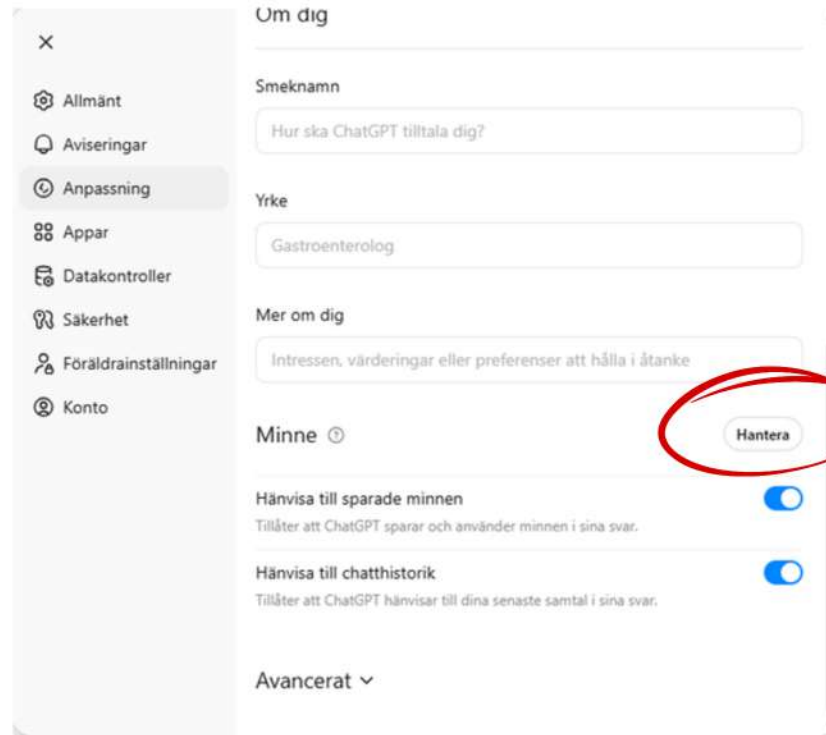 Om dig
Allmänt
Aviseringar
Anpassning
Appar
Datakontroller
Säkerhet
Föräldrainställningar
Konto
Smeknamn
Hur ska ChatGPT tilltala dig?
Yrke
Gastroenterolog
Mer om dig
Intressen, värderingar eller preferenser att hålla i åtanke
Minne
Hantera
Hänvisa till sparade minnen
Tillåter att ChatGPT sparar och använder minnen i sina svar.
Hänvisa till chatthistorik
Tillåter att ChatGPT hänvisar till dina senaste samtal i sina svar.
Avancerat